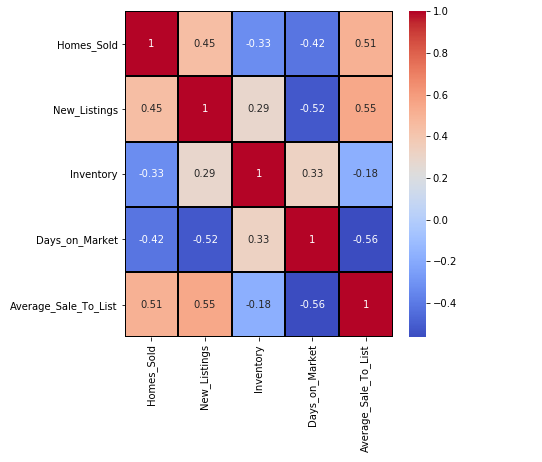 Homes_Sold 1 0.45 -0.33 -0.42 0.51
New_Listings 0.45 1 0.29 -0.52 0.55
Inventory -0.33 0.29 1 0.33 -0.18
Days_on_Market -0.42 -0.52 0.33 1 -0.56
Average_Sale_To_List 0.51 0.55 -0.18 -0.56 1
Homes_Sold
New_Listings
Inventory
Days_on_Market
Average_Sale_To_List
1.0
0.8
0.6
0.4
0.2
0.0
−0.2
−0.4